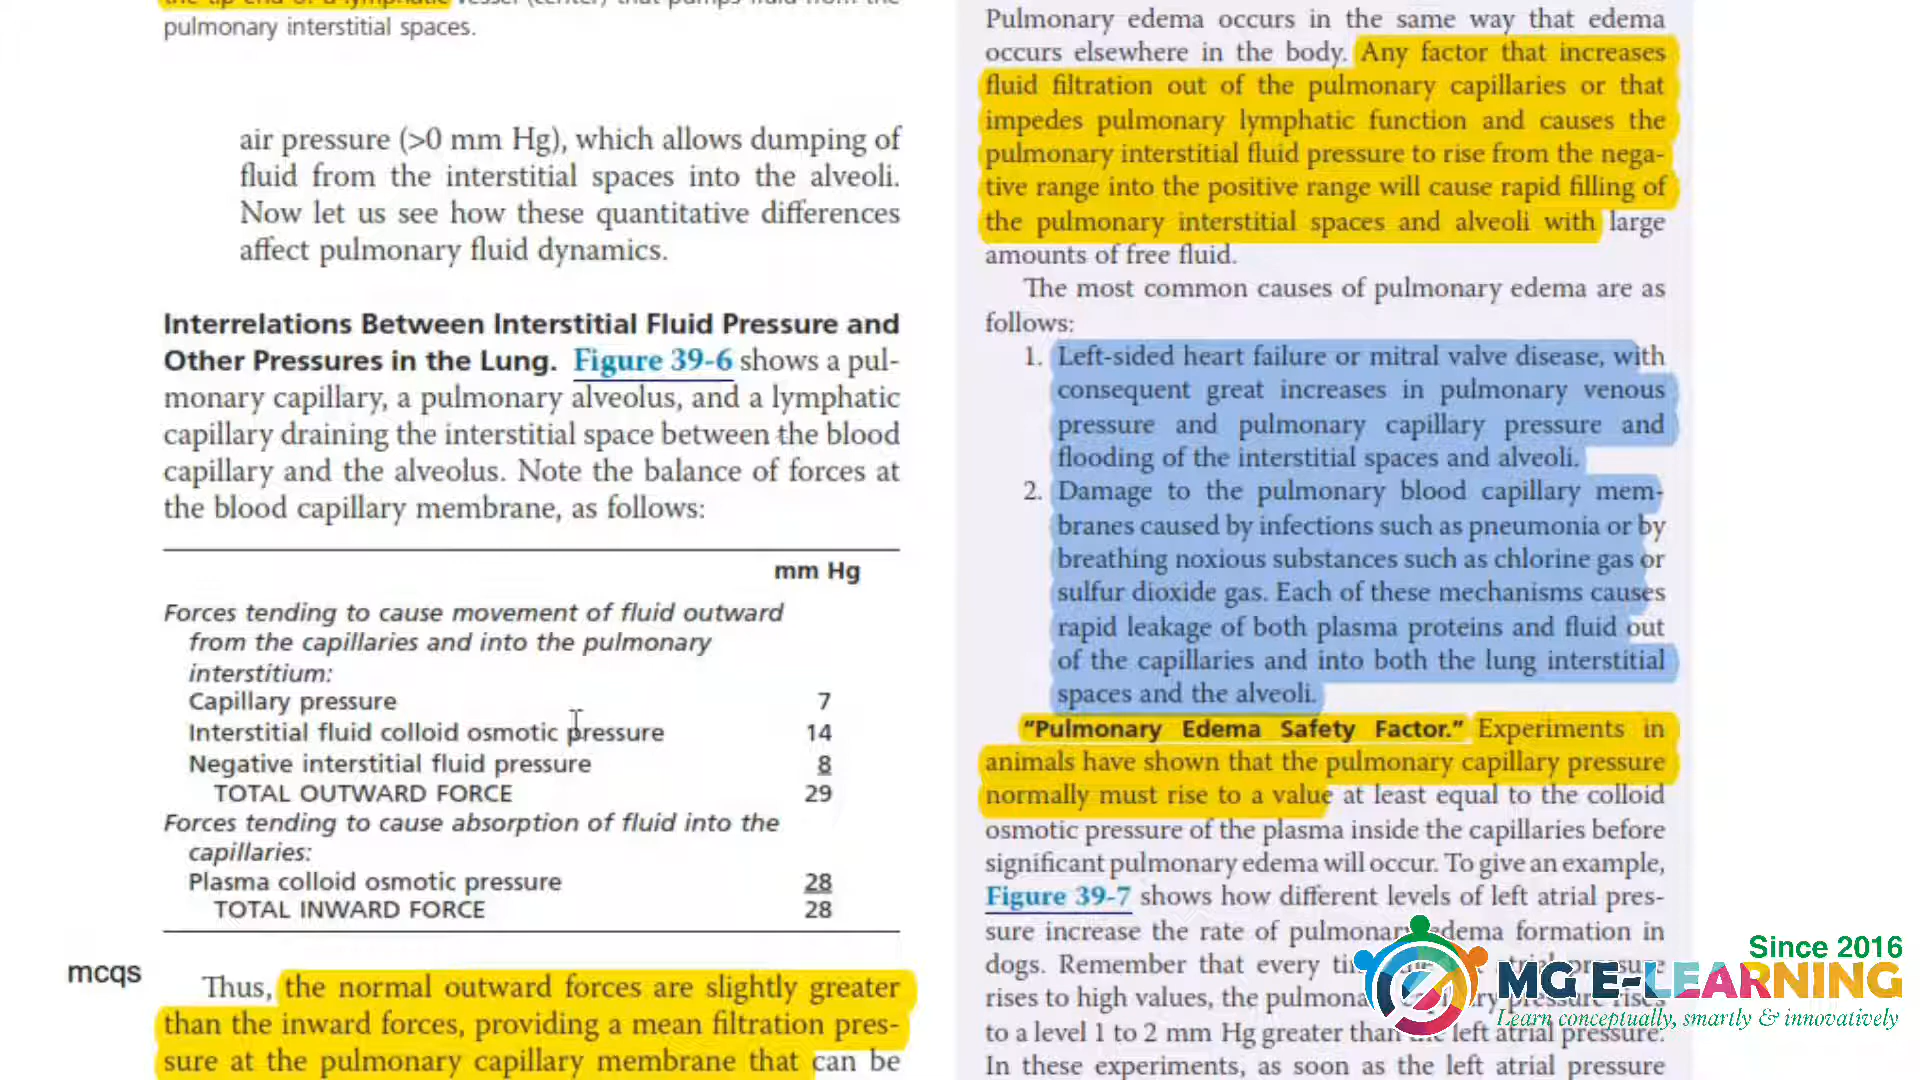 the tip end of a lymphatic vessel (center) that pumps fluid from the
pulmonary interstitial spaces.
air pressure (>0 mm Hg), which allows dumping of
fluid from the interstitial spaces into the alveoli.
Now let us see how these quantitative differences
affect pulmonary fluid dynamics.
Interrelations Between Interstitial Fluid Pressure and
Other Pressures in the Lung. Figure 39-6 shows a pul-
monary capillary, a pulmonary alveolus, and a lymphatic
capillary draining the interstitial space between the blood
capillary and the alveolus. Note the balance of forces at
the blood capillary membrane, as follows:
mm Hg
Forces tending to cause movement of fluid outward
from the capillaries and into the pulmonary
interstitium:
Capillary pressure 7
Interstitial fluid colloid osmotic pressure 14
Negative interstitial fluid pressure 8
TOTAL OUTWARD FORCE 29
Forces tending to cause absorption of fluid into the
capillaries:
Plasma colloid osmotic pressure 28
TOTAL INWARD FORCE 28
mcqs
Thus, the normal outward forces are slightly greater
than the inward forces, providing a mean filtration pres-
sure at the pulmonary capillary membrane that can be
Pulmonary edema occurs in the same way that edema
occurs elsewhere in the body. Any factor that increases
fluid filtration out of the pulmonary capillaries or that
impedes pulmonary lymphatic function and causes the
pulmonary interstitial fluid pressure to rise from the nega-
tive range into the positive range will cause rapid filling of
the pulmonary interstitial spaces and alveoli with large
amounts of free fluid.
The most common causes of pulmonary edema are as
follows:
1. Left-sided heart failure or mitral valve disease, with
consequent great increases in pulmonary venous
pressure and pulmonary capillary pressure and
flooding of the interstitial spaces and alveoli.
2. Damage to the pulmonary blood capillary mem-
branes caused by infections such as pneumonia or by
breathing noxious substances such as chlorine gas or
sulfur dioxide gas. Each of these mechanisms causes
rapid leakage of both plasma proteins and fluid out
of the capillaries and into both the lung interstitial
spaces and the alveoli.
"Pulmonary Edema Safety Factor." Experiments in
animals have shown that the pulmonary capillary pressure
normally must rise to a value at least equal to the colloid
osmotic pressure of the plasma inside the capillaries before
significant pulmonary edema will occur. To give an example,
Figure 39-7 shows how different levels of left atrial pres-
sure increase the rate of pulmonary edema formation in
dogs. Remember that every pressure
rises to high values, the pressure
to a level 1 to 2 mm Hg greater than left atrial pressure.
In these experiments, as soon as the left atrial pressure
Since 2016
MG E-LEARNING
Learn conceptually, smartly & innovatively